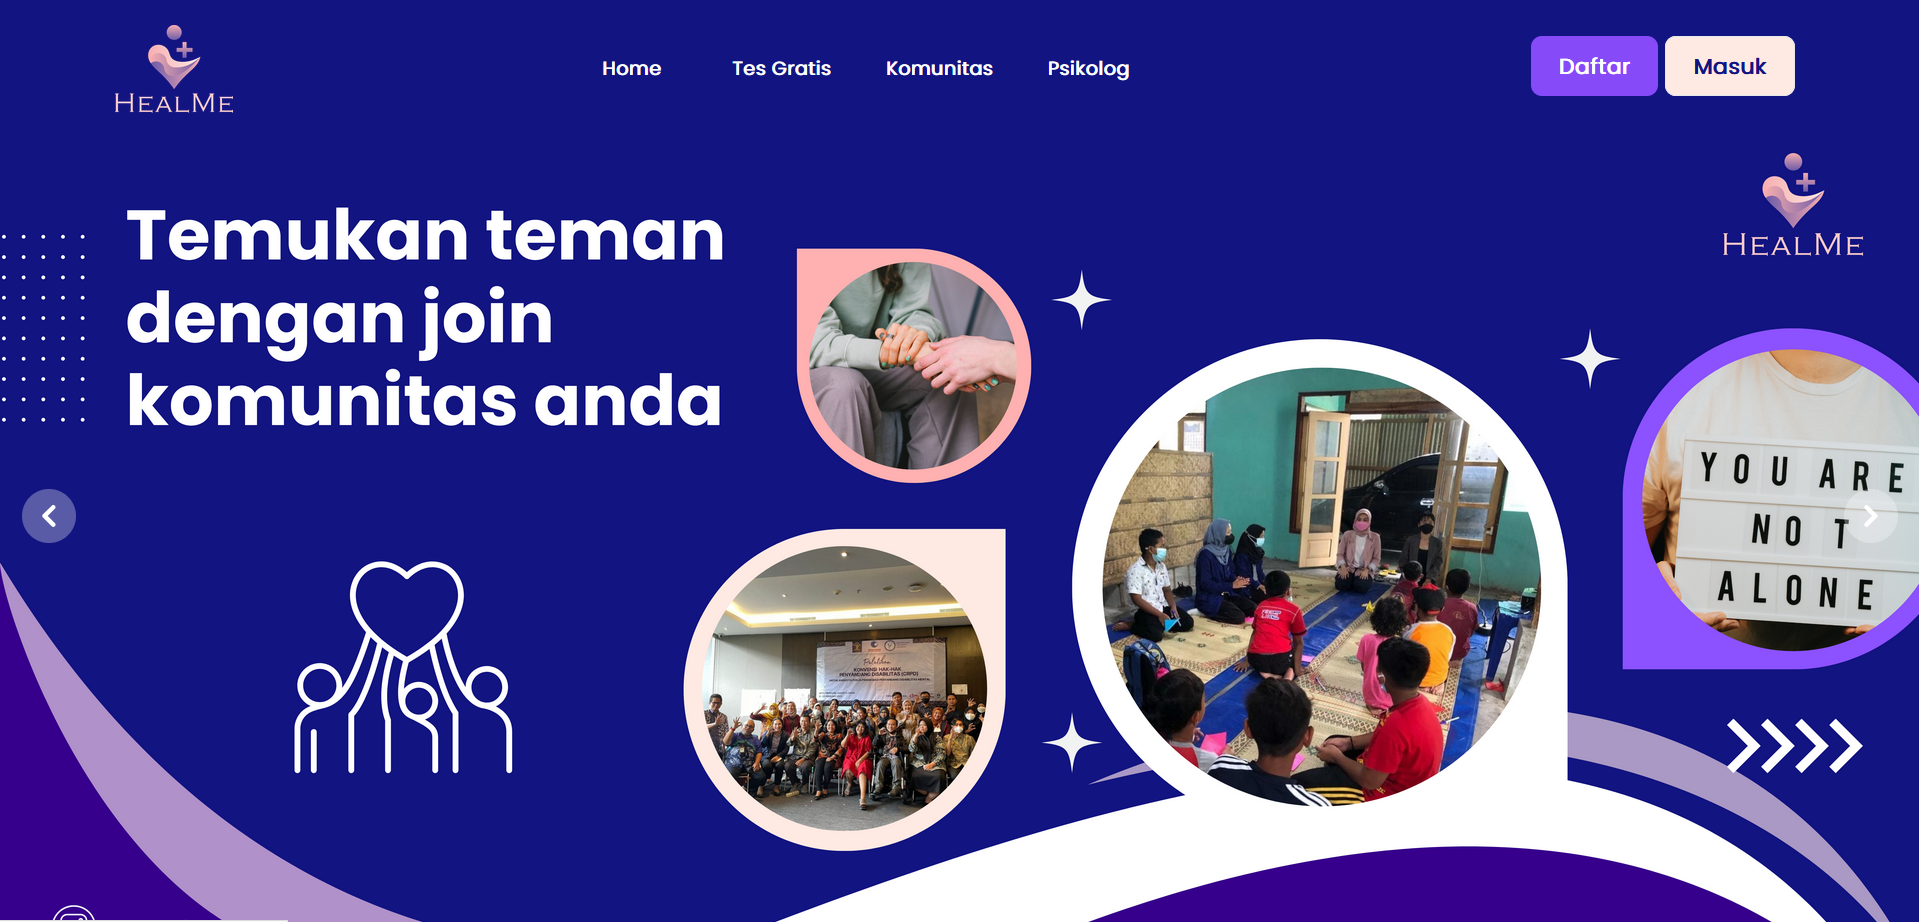 HEALME
Home
Tes Gratis
Komunitas
Psikolog
Daftar
Masuk
HEALME
Temukan teman
dengan join
komunitas anda
YOU ARE
NOT
ALONE
Pelatihan
KONVENSI HAK-HAK
PENYANDANG DISABILITAS (CRPD)